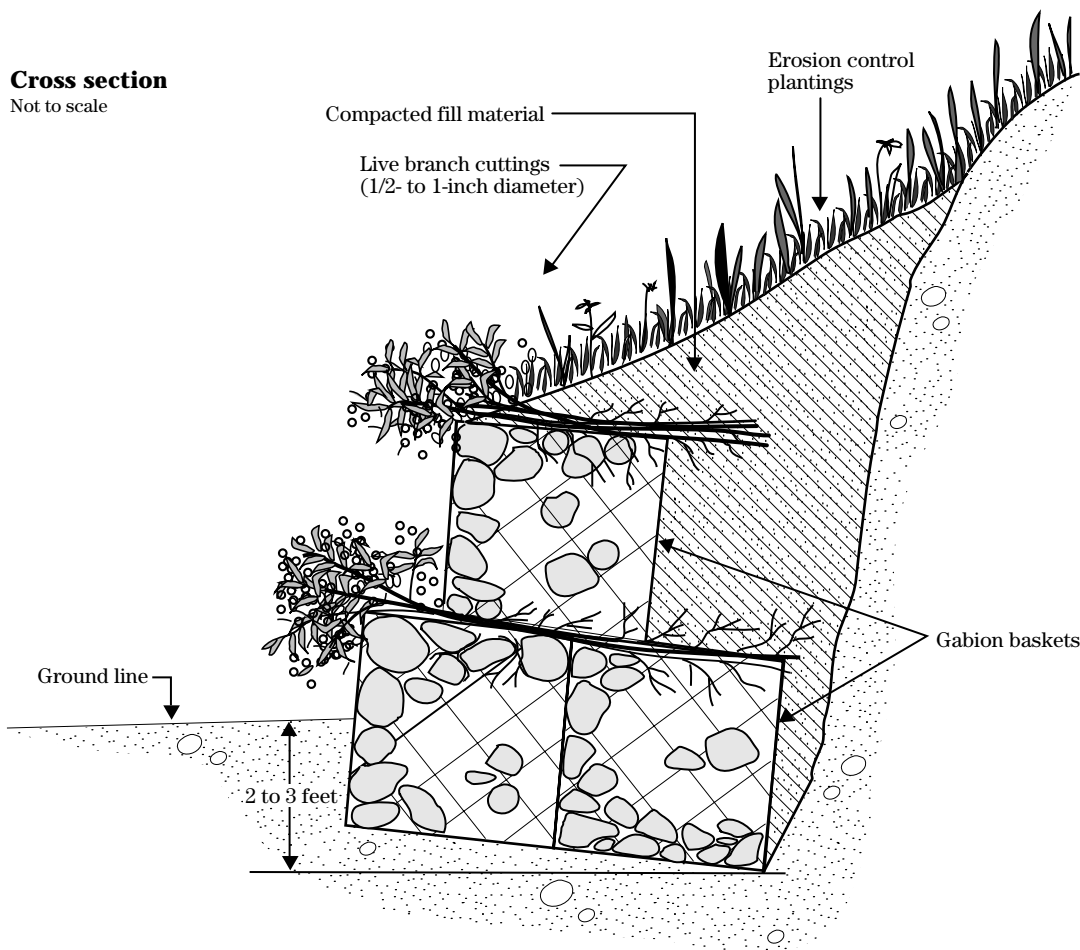 Cross section
Not to scale
Erosion control
plantings
Compacted fill material
Live branch cuttings
(1/2- to 1-inch diameter)
Gabion baskets
Ground line
2 to 3 feet